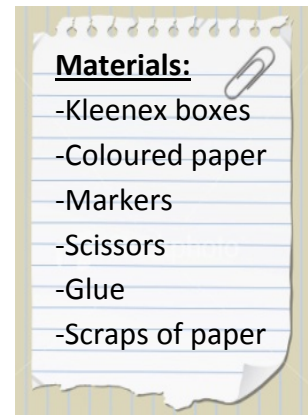 Materials:
-Kleenex boxes
-Coloured paper
-Markers
-Scissors
-Glue
-Scraps of paper